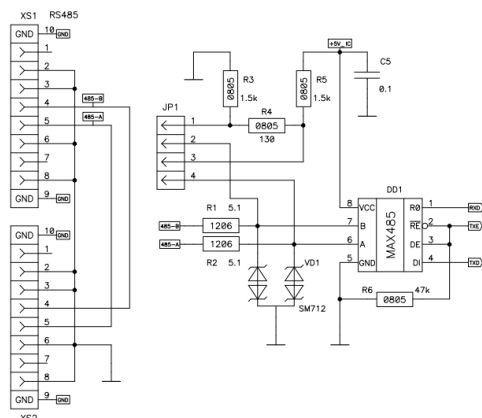 XS1 RS485
GND 10 GND
1
2
3
4 485-B
5 485-A
6
7
8
GND 9 GND
GND 10 GND
1
2
3
4
5
6
7
8
GND 9 GND
XS2
+5V_IC
R3
0805
1.5k
R5
0805
1.5k
C5
0.1
R4
0805
130
JP1
1
2
3
4
R1 5.1
485-B 1206
485-A 1206
R2 5.1
VD1
SM712
DD1
MAX485
8 VCC R0 1 RXD
7 B RE 2 TXE
6 A DE 3
5 GND DI 4 TXD
R6 47k
0805